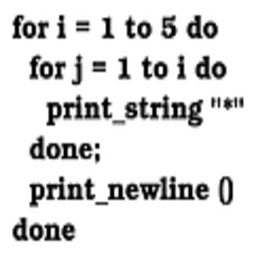 for i = 1 to 5 do
for j = 1 to i do
print_string "*"
done;
print_newline ()
done